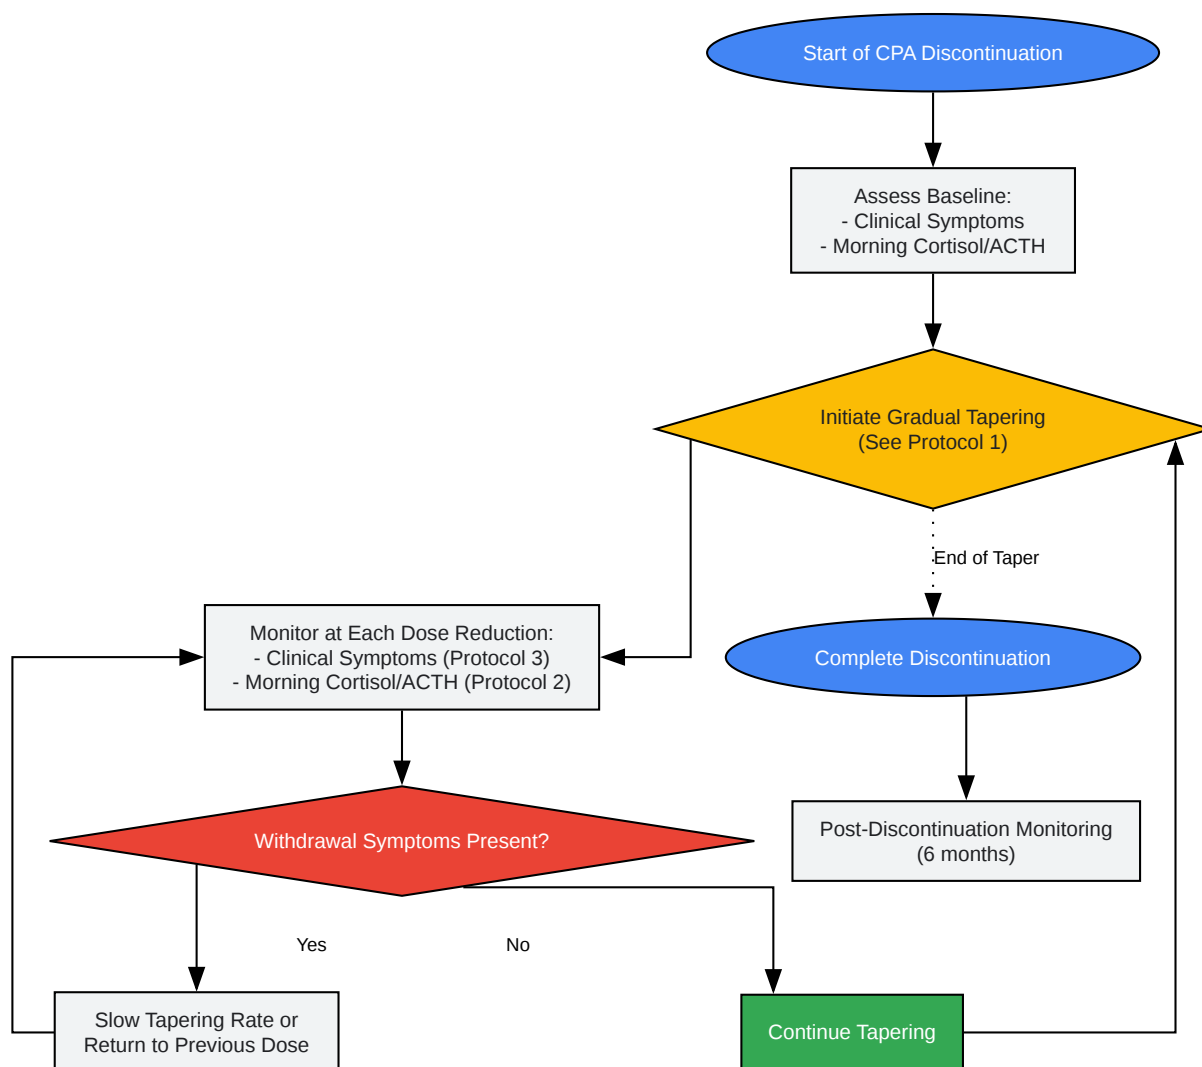 Start of CPA Discontinuation
Assess Baseline:
- Clinical Symptoms
- Morning Cortisol/ACTH
Initiate Gradual Tapering
(See Protocol 1)
End of Taper
Monitor at Each Dose Reduction:
- Clinical Symptoms (Protocol 3)
- Morning Cortisol/ACTH (Protocol 2)
Complete Discontinuation
Post-Discontinuation Monitoring
(6 months)
Withdrawal Symptoms Present?
Yes
No
Slow Tapering Rate or
Return to Previous Dose
Continue Tapering